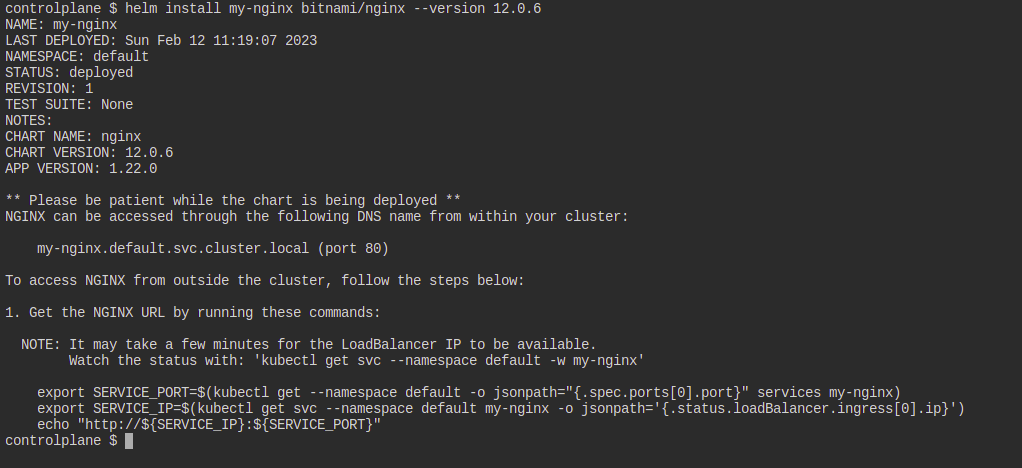 controlplane $ helm install my-nginx bitnami/nginx --version 12.0.6
NAME: my-nginx
LAST DEPLOYED: Sun Feb 12 11:19:07 2023
NAMESPACE: default
STATUS: deployed
REVISION: 1
TEST SUITE: None
NOTES:
CHART NAME: nginx
CHART VERSION: 12.0.6
APP VERSION: 1.22.0

** Please be patient while the chart is being deployed **
NGINX can be accessed through the following DNS name from within your cluster:

    my-nginx.default.svc.cluster.local (port 80)

To access NGINX from outside the cluster, follow the steps below:

1. Get the NGINX URL by running these commands:

  NOTE: It may take a few minutes for the LoadBalancer IP to be available.
        Watch the status with: 'kubectl get svc --namespace default -w my-nginx'

    export SERVICE_PORT=$(kubectl get --namespace default -o jsonpath="{.spec.ports[0].port}" services my-nginx)
    export SERVICE_IP=$(kubectl get svc --namespace default my-nginx -o jsonpath='{.status.loadBalancer.ingress[0].ip}')
    echo "http://${SERVICE_IP}:${SERVICE_PORT}"
controlplane $